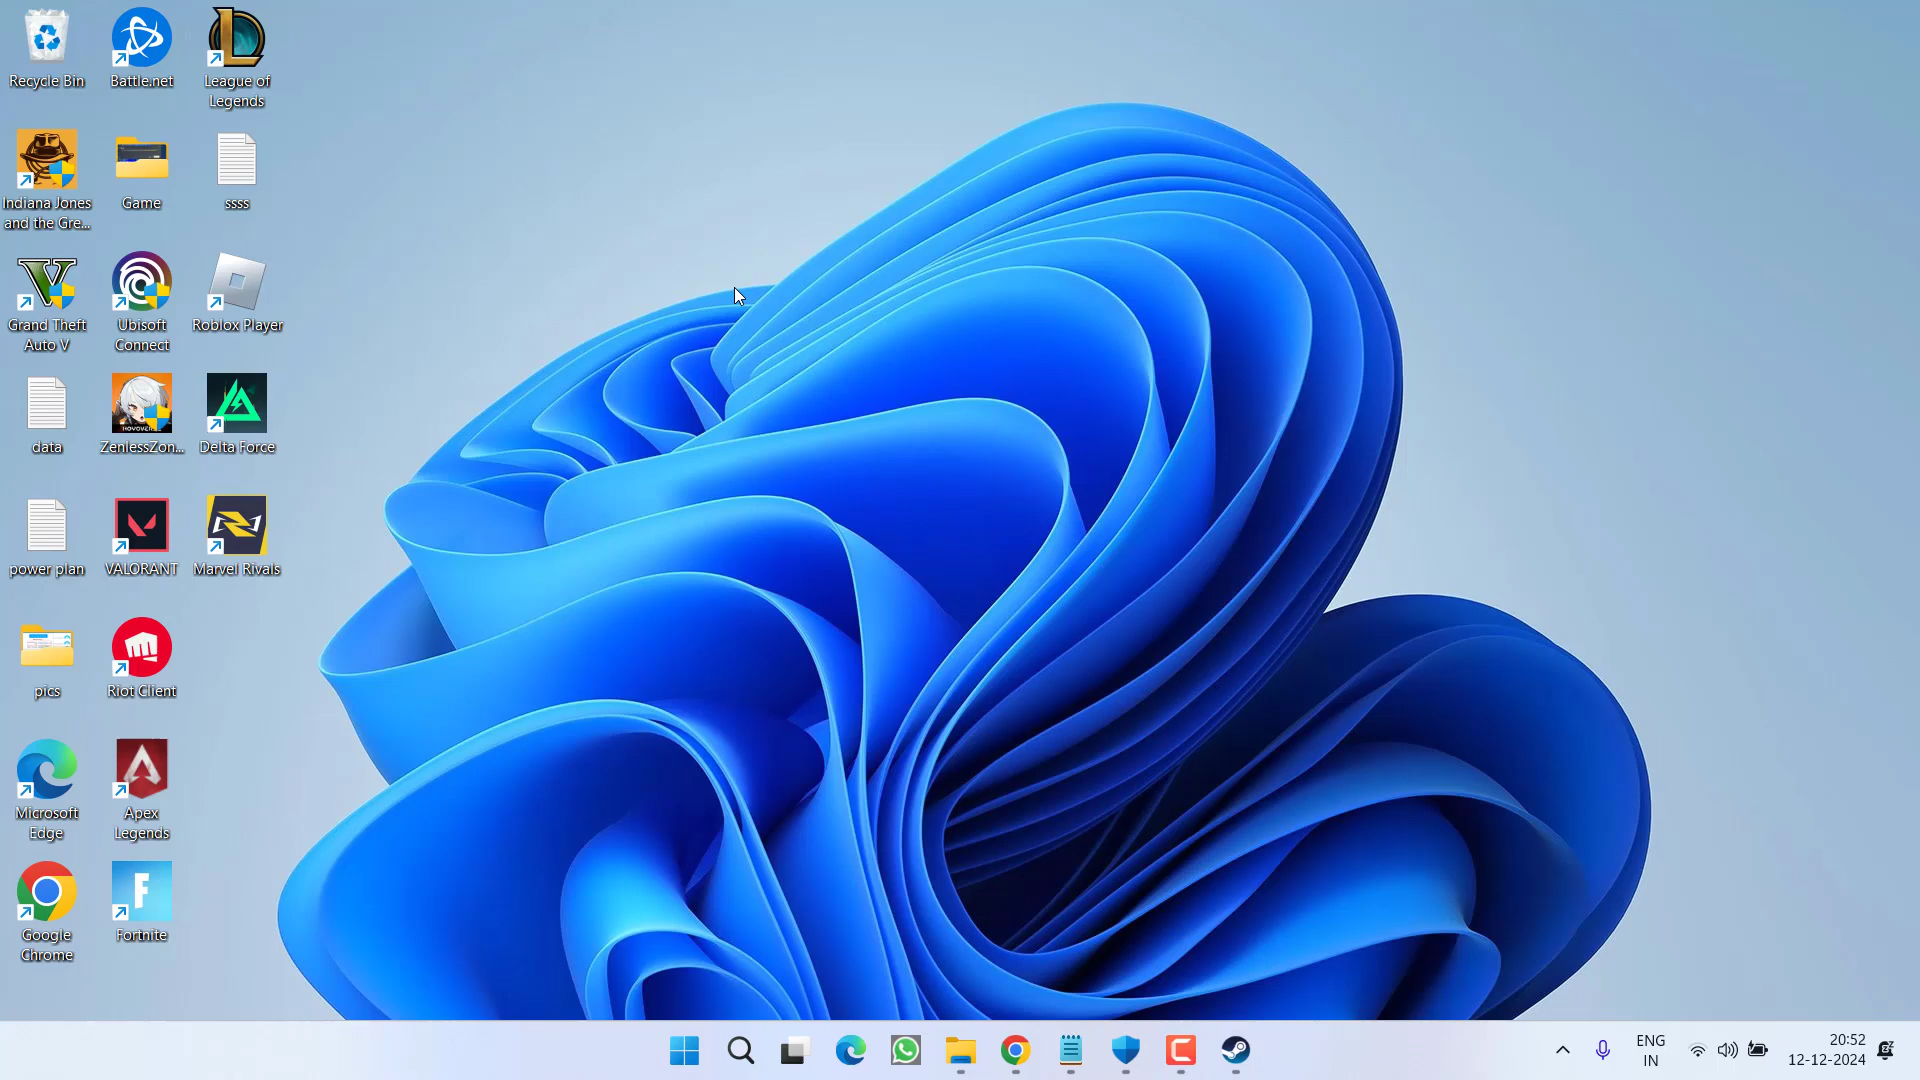 Recycle Bin
Battle.net
League of
Legends
Indiana Jones
and the Gre...
Game
ssss
Grand Theft
Auto V
Ubisoft
Connect
Roblox Player
data
ZenlessZon...
Delta Force
power plan
VALORANT
Marvel Rivals
pics
Riot Client
Microsoft
Edge
Apex
Legends
Google
Chrome
Fortnite
ENG
IN
20:52
12-12-2024